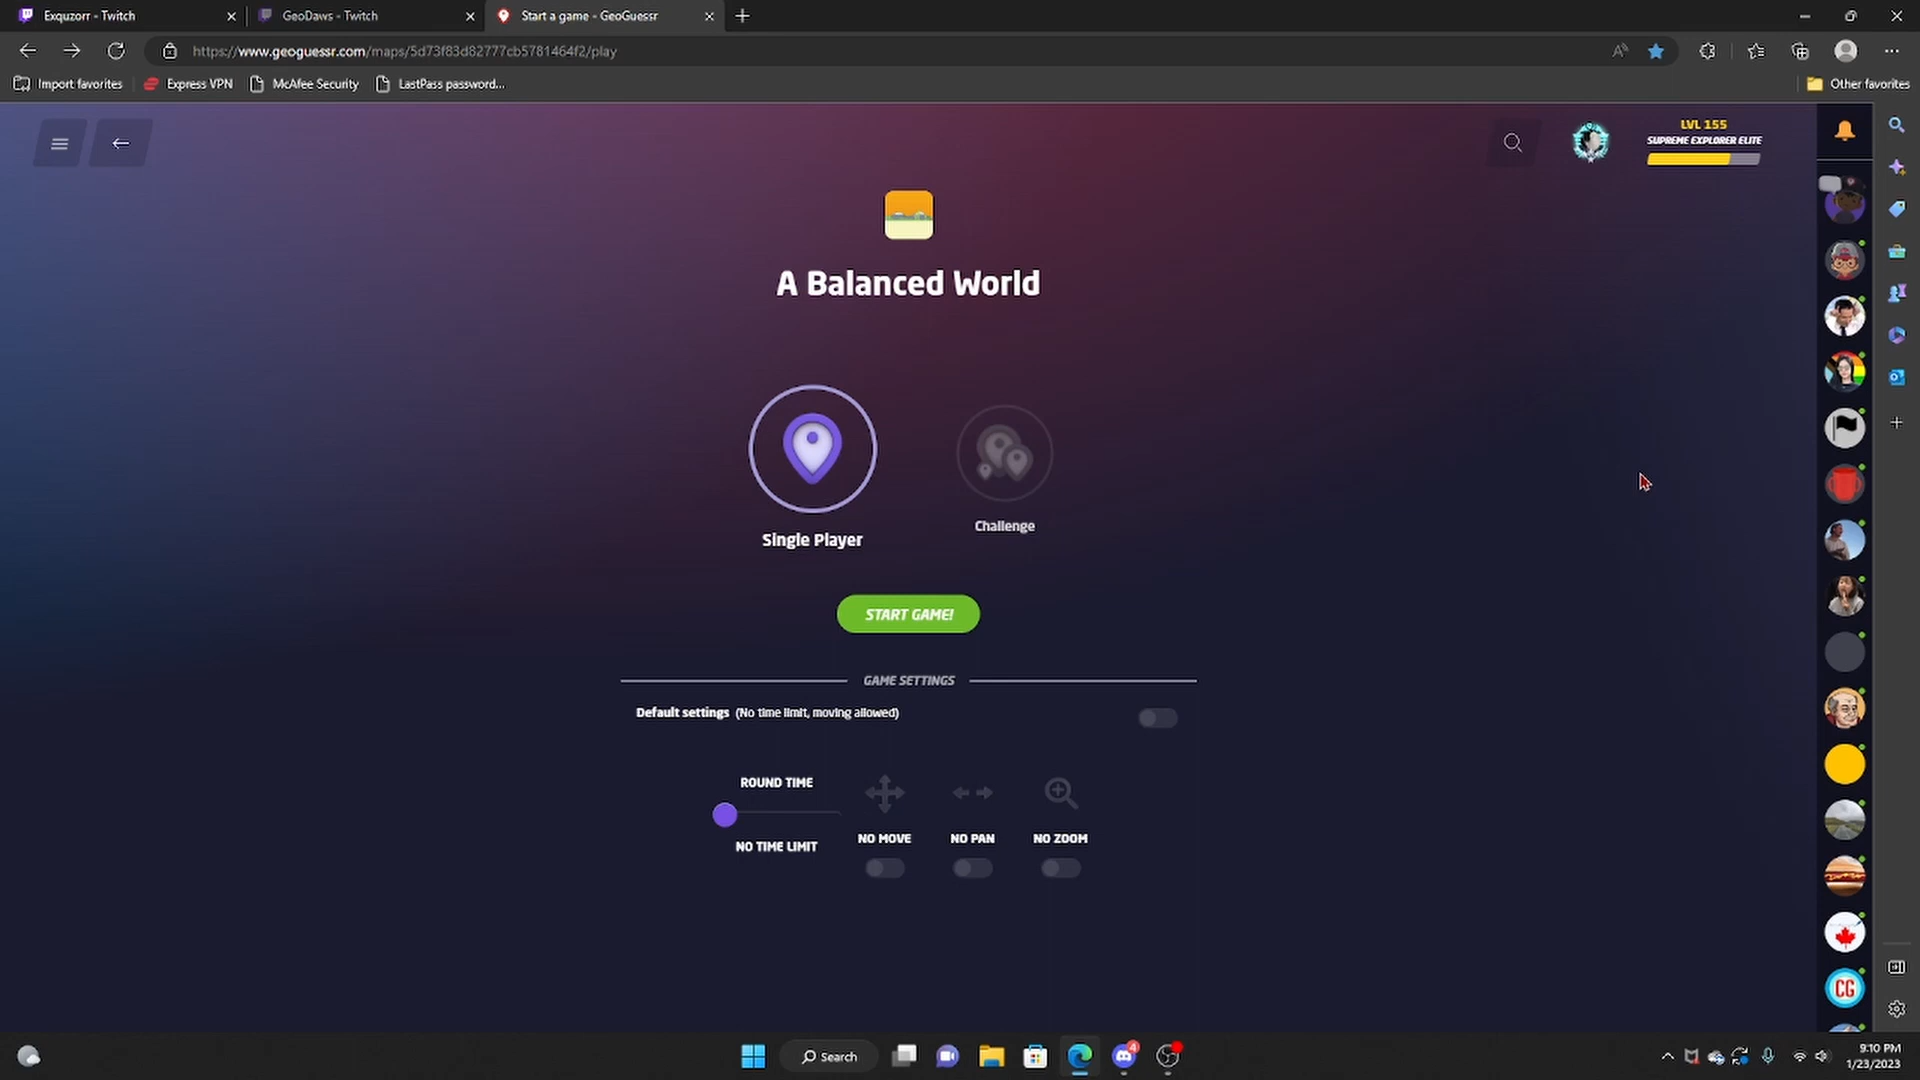 Exquzorr - Twitch
GeoDaws - Twitch
Start a game - GeoGuessr
https://www.geoguessr.com/maps/5d73f83d82777cb5781464f2/play
Import favorites
Express VPN
McAfee Security
LastPass password...
Other favorites
LVL 155
SUPREME EXPLORER ELITE
A Balanced World
Single Player
Challenge
START GAME!
GAME SETTINGS
Default settings (No time limit, moving allowed)
ROUND TIME
NO TIME LIMIT
NO MOVE
NO PAN
NO ZOOM
CG
Search
4
9:10 PM
1/23/2023